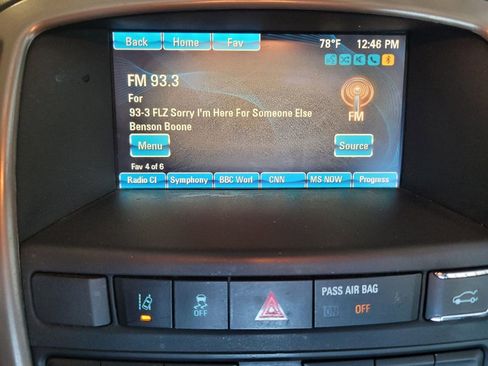 Back Home Fav 78°F 12:46 PM
FM 93.3
For
93-3 FLZ Sorry I'm Here For Someone Else
Benson Boone
FM
Menu Source
Fav 4 of 6
Radio Cl Symphony BBC Worl CNN MS NOW Progress
PASS AIR BAG
OFF ON OFF